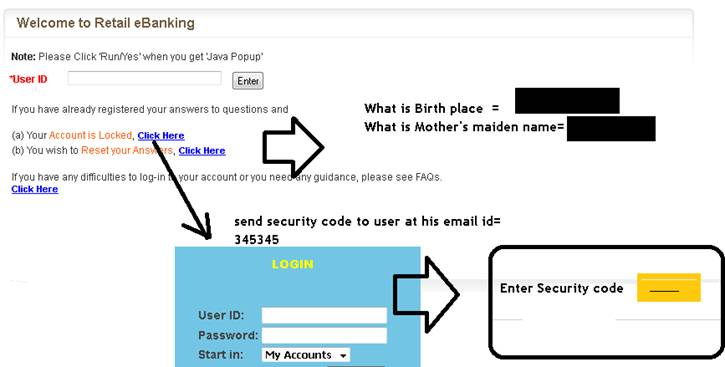 Welcome to Retail eBanking
Note: Please Click 'Run/Yes' when you get 'Java Popup'
*User ID
Enter
If you have already registered your answers to questions and
What is Birth place =
What is Mother's maiden name=
(a) Your Account is Locked, Click Here
(b) You wish to Reset your Answers, Click Here
If you have any difficulties to log-in to your account or you need any guidance, please see FAQs.
Click Here
send security code to user at his email id=
345345
LOGIN
User ID:
Password:
Start in: My Accounts
Enter Security code